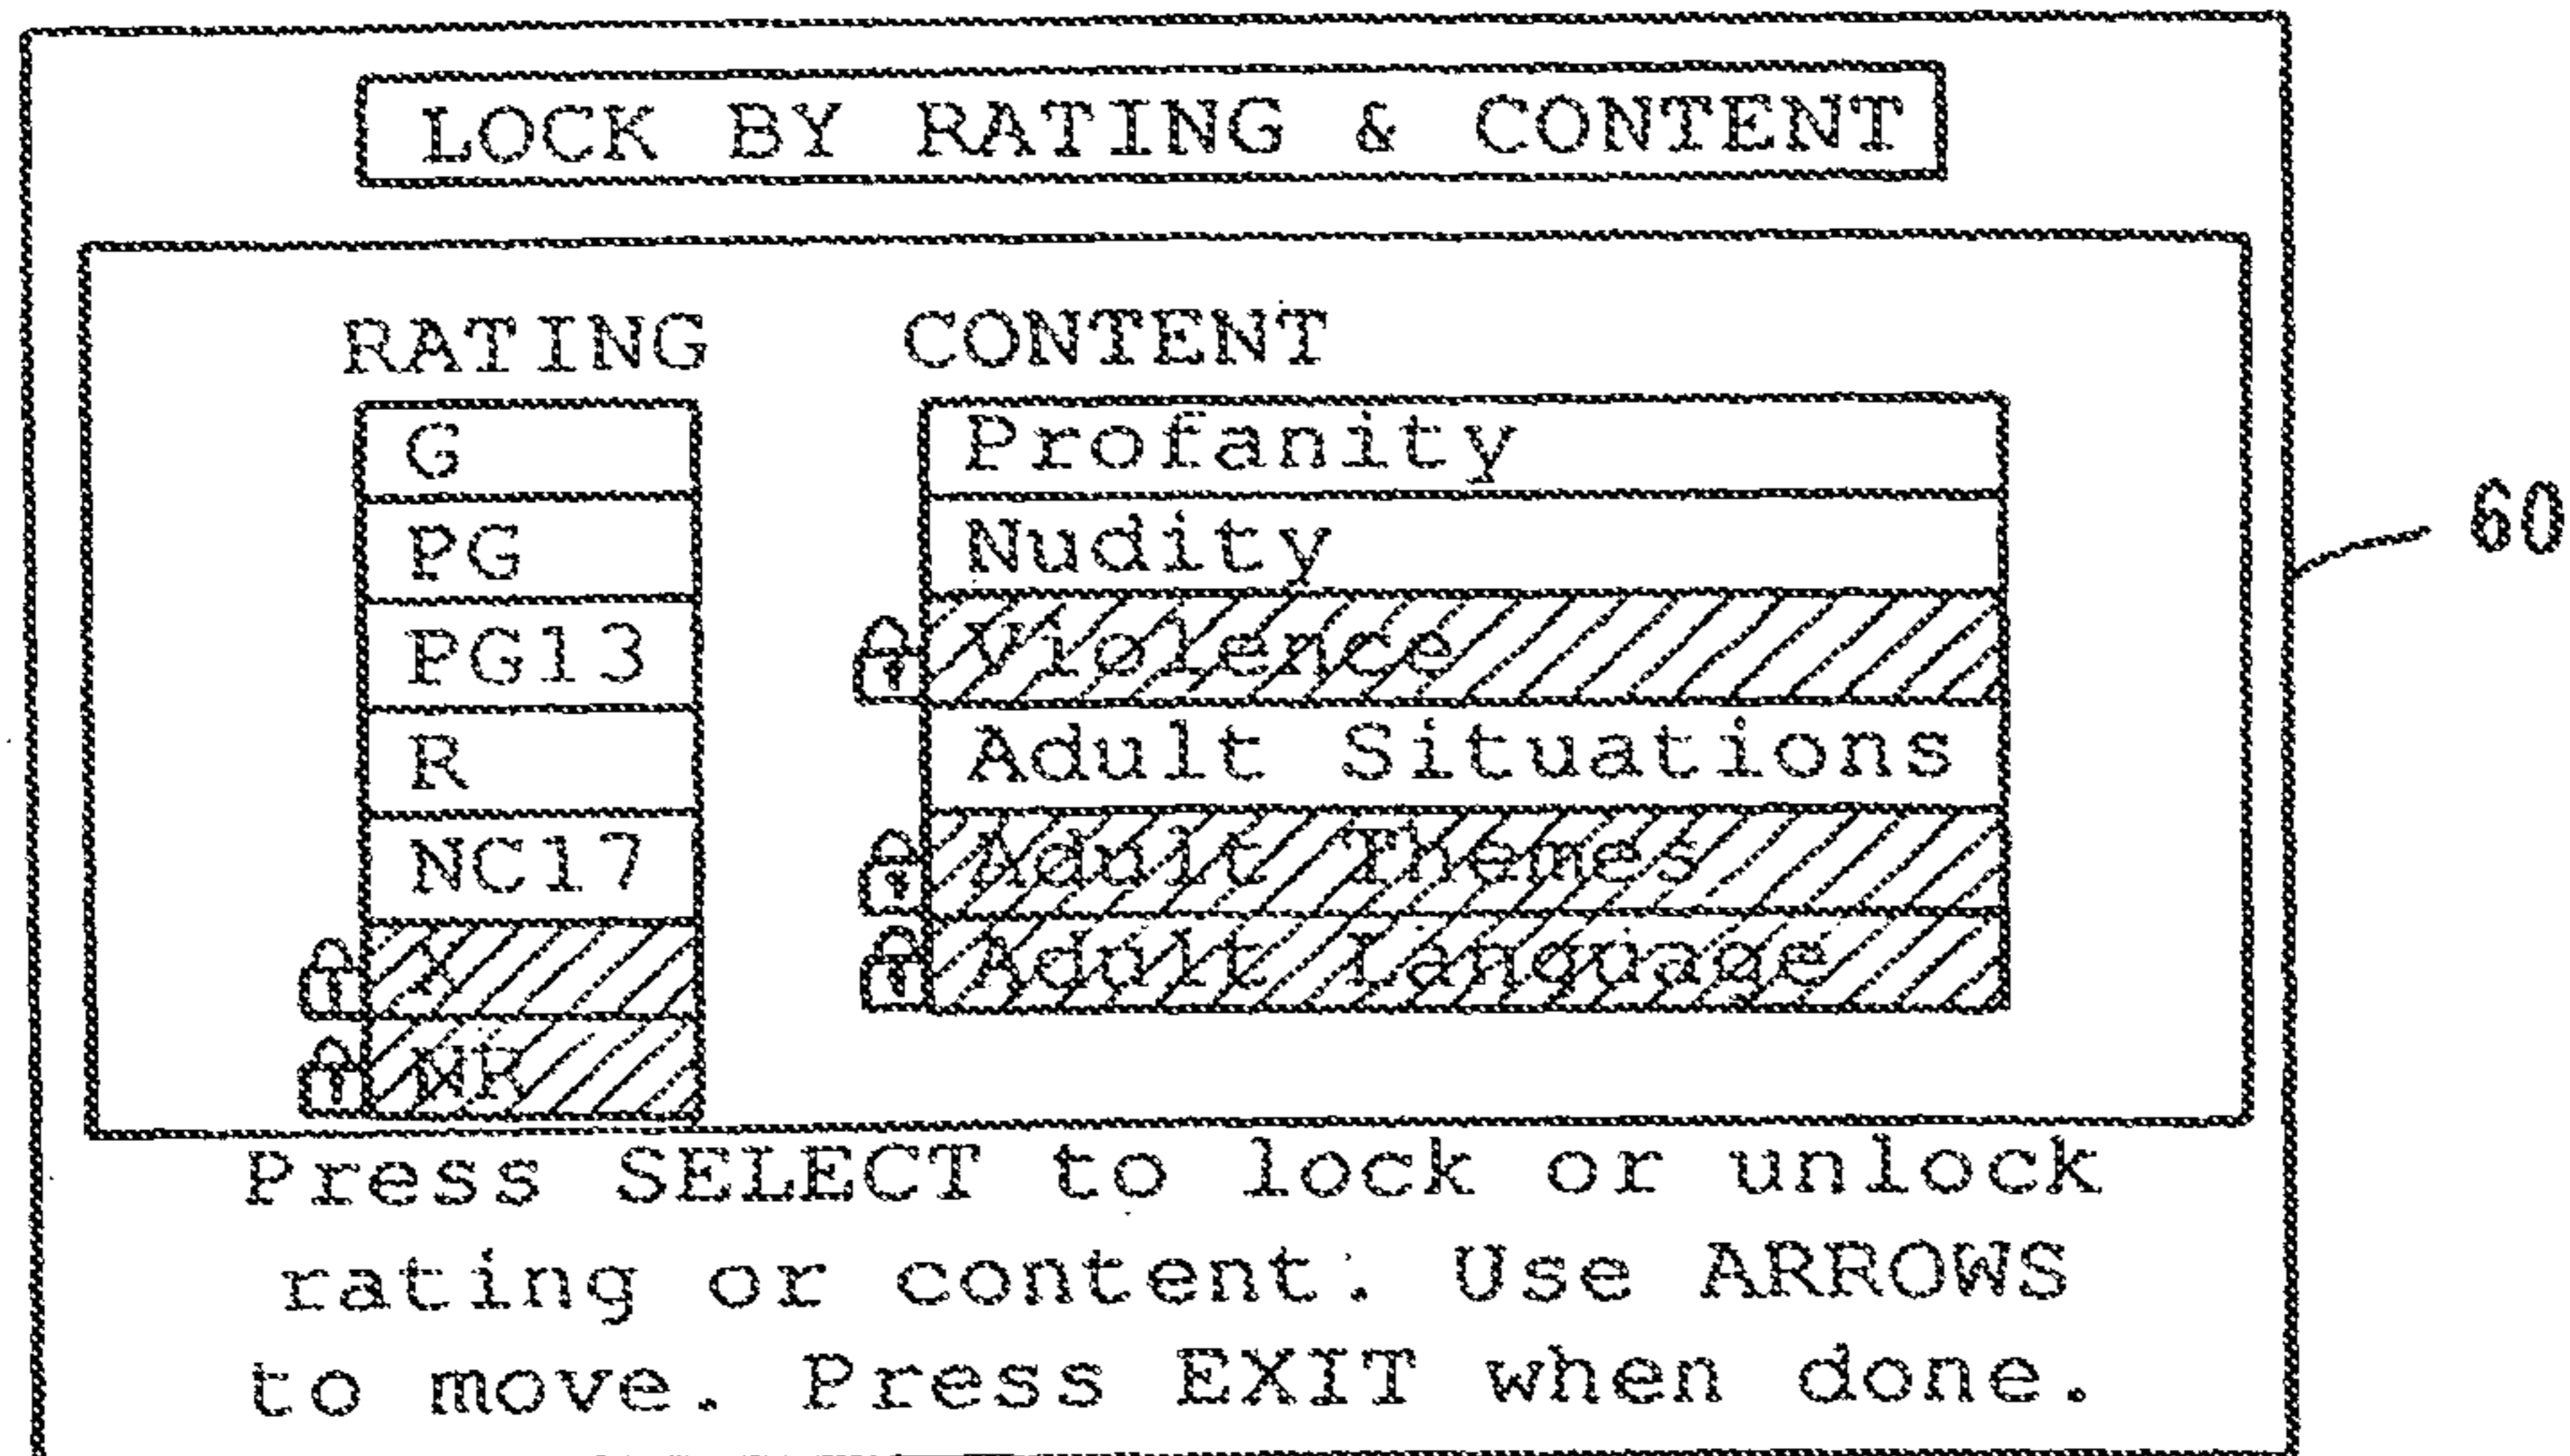 LOCK BY RATING & CONTENT
RATING CONTENT
G Profanity
PG Nudity
PG13 Violence
R Adult Situations
NC17 Adult Themes
X Adult Language
NR
60
Press SELECT to lock or unlock
rating or content. Use ARROWS
to move. Press EXIT when done.